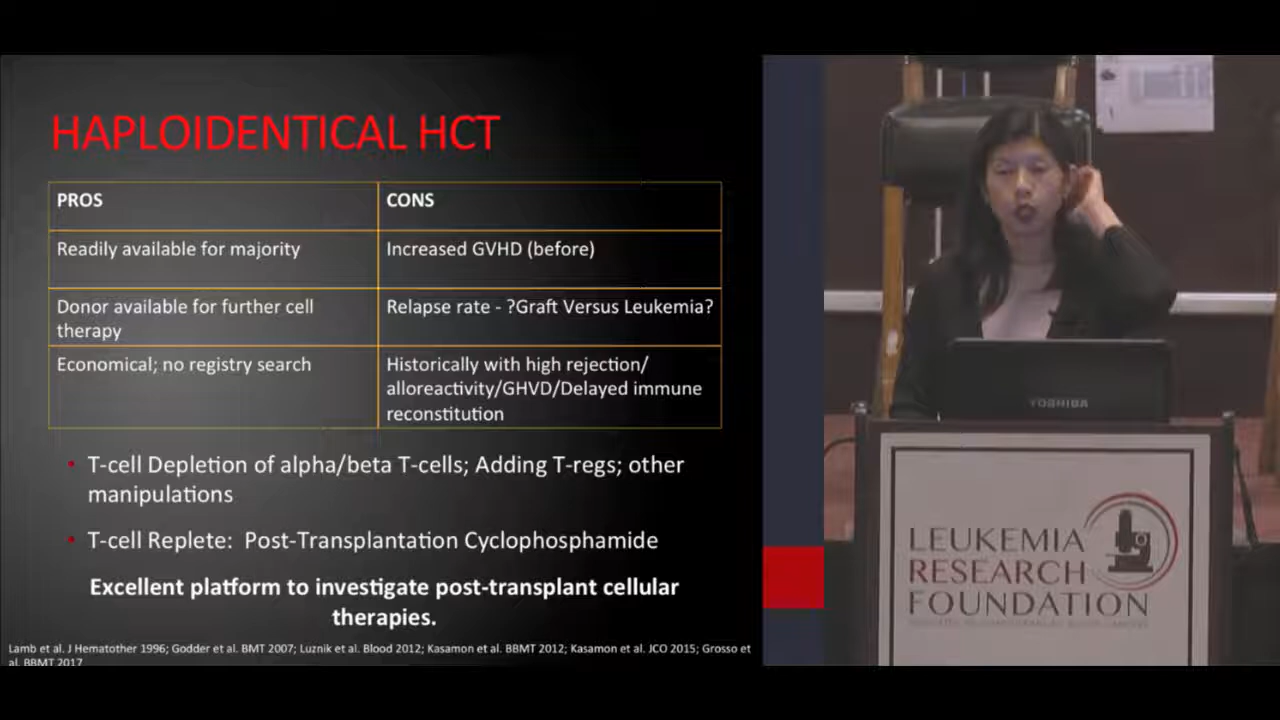 HAPLOIDENTICAL HCT
PROS
CONS
Readily available for majority
Increased GVHD (before)
Donor available for further cell
therapy
Relapse rate - ?Graft Versus Leukemia?
Economical; no registry search
Historically with high rejection/
alloreactivity/GHVD/Delayed immune
reconstitution
• T-cell Depletion of alpha/beta T-cells; Adding T-regs; other
manipulations
• T-cell Replete: Post-Transplantation Cyclophosphamide
Excellent platform to investigate post-transplant cellular
therapies.
Lamb et al. J Hematother 1996; Godder et al. BMT 2007; Luznik et al. Blood 2012; Kasamon et al. BBMT 2012; Kasamon et al. JCO 2015; Grosso et
al. BBMT 2017
TOSHIBA
LEUKEMIA
RESEARCH
FOUNDATION